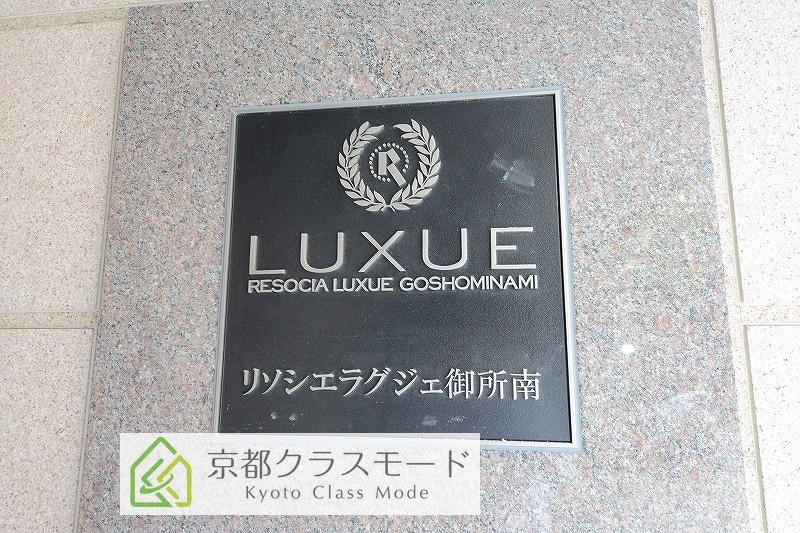 R
LUXUE
RESOCIA LUXUE GOSHOMINAMI
リソシエラグジェ御所南
京都クラスモード
Kyoto Class Mode